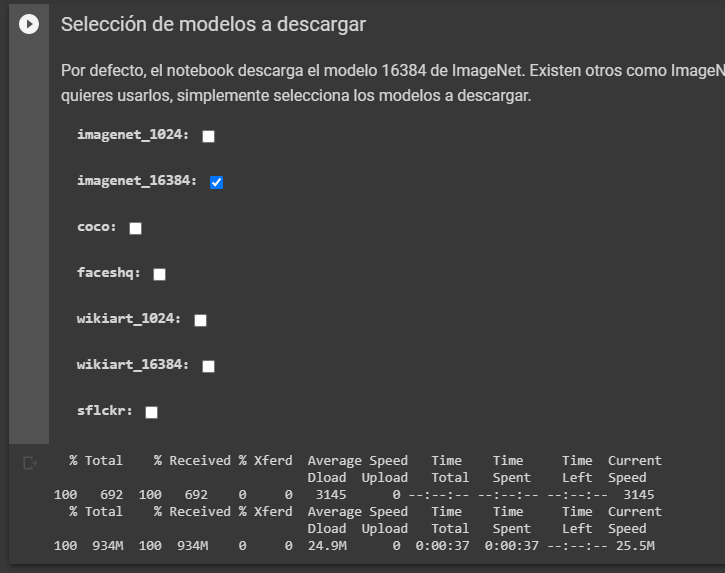 Selección de modelos a descargar
Por defecto, el notebook descarga el modelo 16384 de ImageNet. Existen otros como ImageN
quieres usarlos, simplemente selecciona los modelos a descargar.
imagenet_1024:
imagenet_16384:
coco:
faceshq:
wikiart_1024:
wikiart_16384:
sflckr:
% Total % Received % Xferd Average Speed Time Time Time Current
Dload Upload Total Spent Left Speed
100 692 100 692 0 0 3145 0 --:--:-- --:--:-- --:--:-- 3145
% Total % Received % Xferd Average Speed Time Time Time Current
Dload Upload Total Spent Left Speed
100 934M 100 934M 0 0 24.9M 0 0:00:37 0:00:37 --:--:-- 25.5M